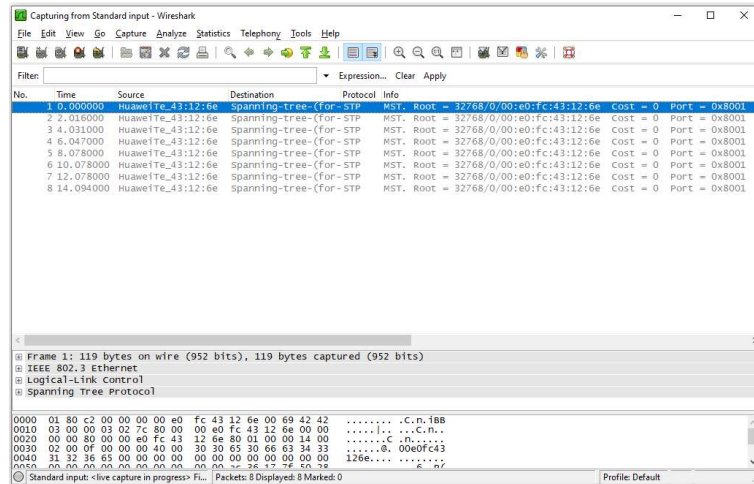 Capturing from Standard input - Wireshark
File Edit View Go Capture Analyze Statistics Telephony Tools Help
Filter: Expression... Clear Apply
No. Time Source Destination Protocol Info
1 0.000000 HuaweiTe_43:12:6e Spanning-tree-(for- STP MST. Root = 32768/0/00:e0:fc:43:12:6e Cost = 0 Port = 0x8001
2 2.016000 HuaweiTe_43:12:6e Spanning-tree-(for- STP MST. Root = 32768/0/00:e0:fc:43:12:6e Cost = 0 Port = 0x8001
3 4.031000 HuaweiTe_43:12:6e Spanning-tree-(for- STP MST. Root = 32768/0/00:e0:fc:43:12:6e Cost = 0 Port = 0x8001
4 6.047000 HuaweiTe_43:12:6e Spanning-tree-(for- STP MST. Root = 32768/0/00:e0:fc:43:12:6e Cost = 0 Port = 0x8001
5 8.078000 HuaweiTe_43:12:6e Spanning-tree-(for- STP MST. Root = 32768/0/00:e0:fc:43:12:6e Cost = 0 Port = 0x8001
6 10.078000 HuaweiTe_43:12:6e Spanning-tree-(for- STP MST. Root = 32768/0/00:e0:fc:43:12:6e Cost = 0 Port = 0x8001
7 12.078000 HuaweiTe_43:12:6e Spanning-tree-(for- STP MST. Root = 32768/0/00:e0:fc:43:12:6e Cost = 0 Port = 0x8001
8 14.094000 HuaweiTe_43:12:6e Spanning-tree-(for- STP MST. Root = 32768/0/00:e0:fc:43:12:6e Cost = 0 Port = 0x8001
Frame 1: 119 bytes on wire (952 bits), 119 bytes captured (952 bits)
IEEE 802.3 Ethernet
Logical-Link Control
Spanning Tree Protocol
0000 01 80 c2 00 00 00 00 e0 fc 43 12 6e 00 69 42 42 ........ .C.n.iBB
0010 03 00 00 03 02 7c 80 00 00 e0 fc 43 12 6e 00 00 .....|.. ...C.n..
0020 00 00 80 00 00 e0 fc 43 12 6e 80 01 00 00 14 00 .......C .n......
0030 02 00 0f 00 00 00 40 00 30 30 65 30 66 63 34 33 ......@. 00e0fc43
0040 31 32 36 65 00 00 00 00 00 00 00 00 00 00 00 00 126e.... ........
Standard input: <live capture in progress> Fi... Packets: 8 Displayed: 8 Marked: 0 Profile: Default